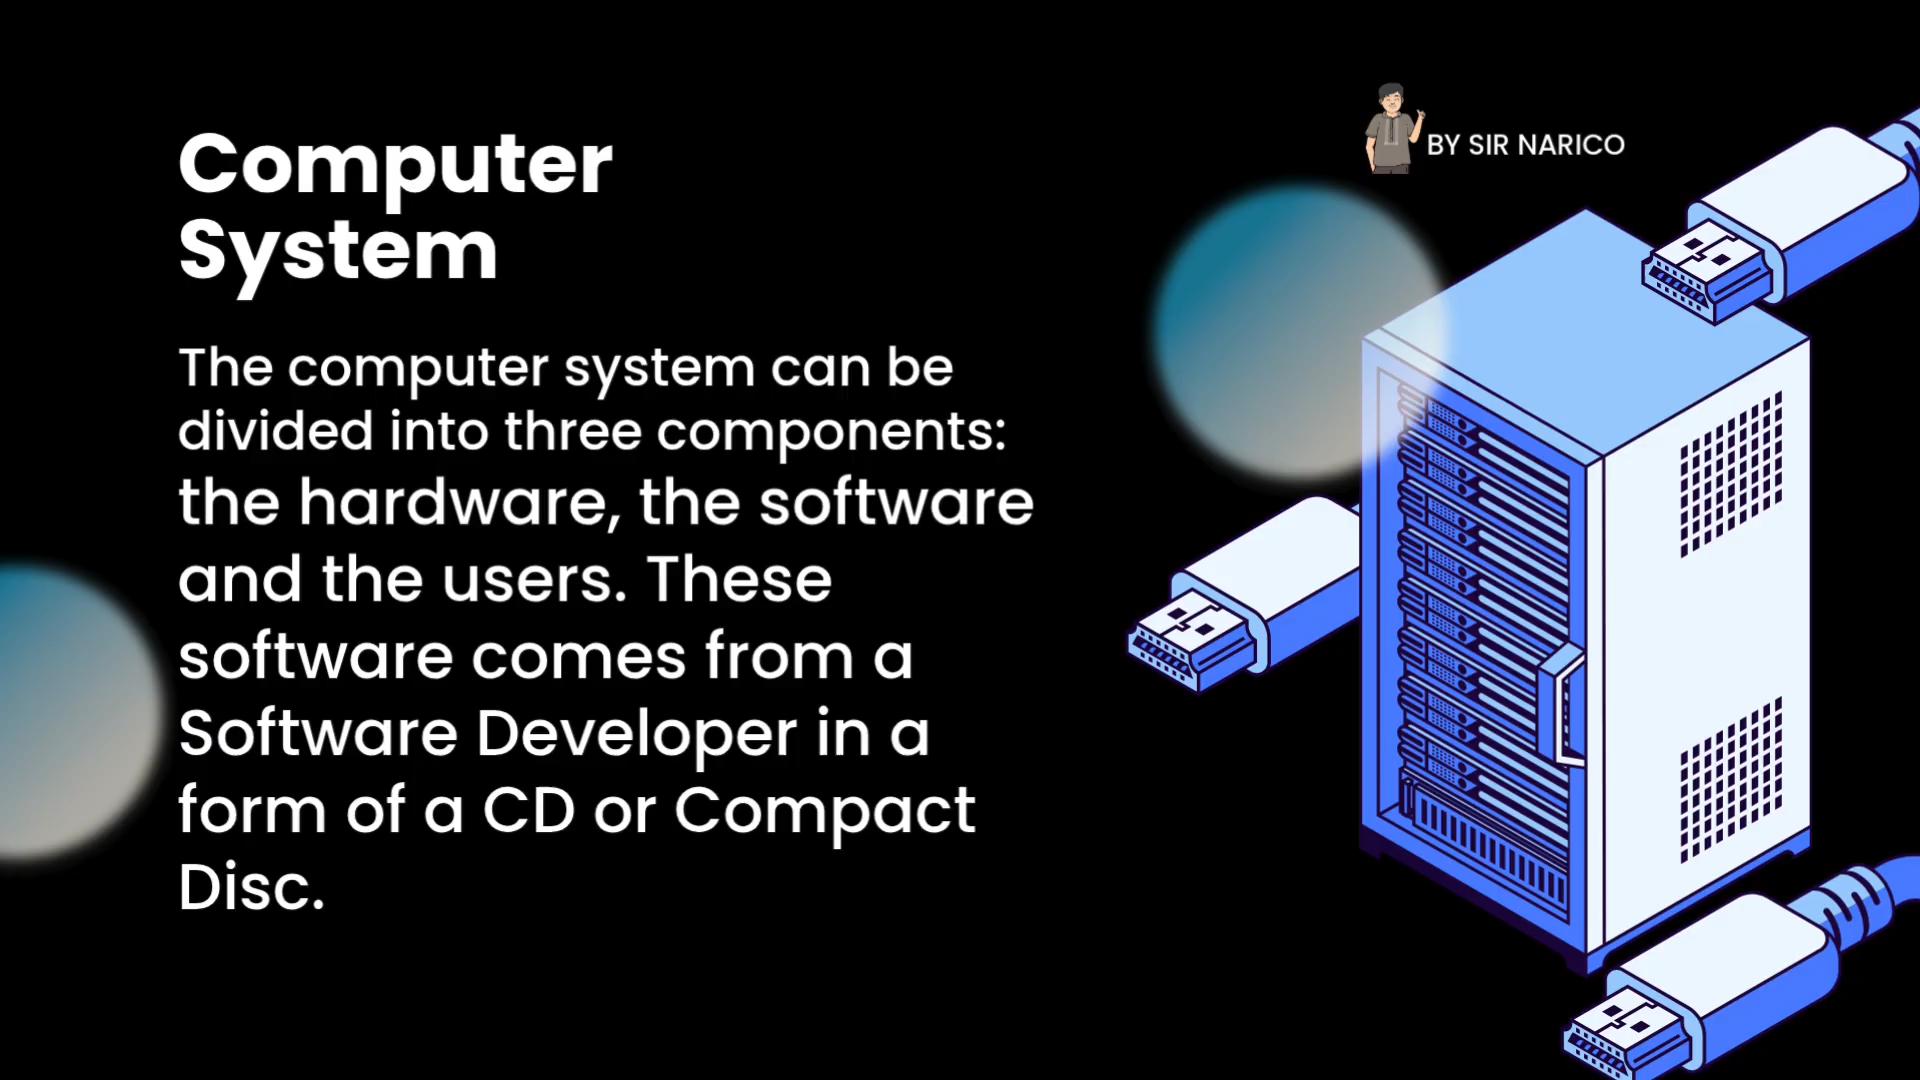 Computer
System
BY SIR NARICO
The computer system can be
divided into three components:
the hardware, the software
and the users. These
software comes from a
Software Developer in a
form of a CD or Compact
Disc.